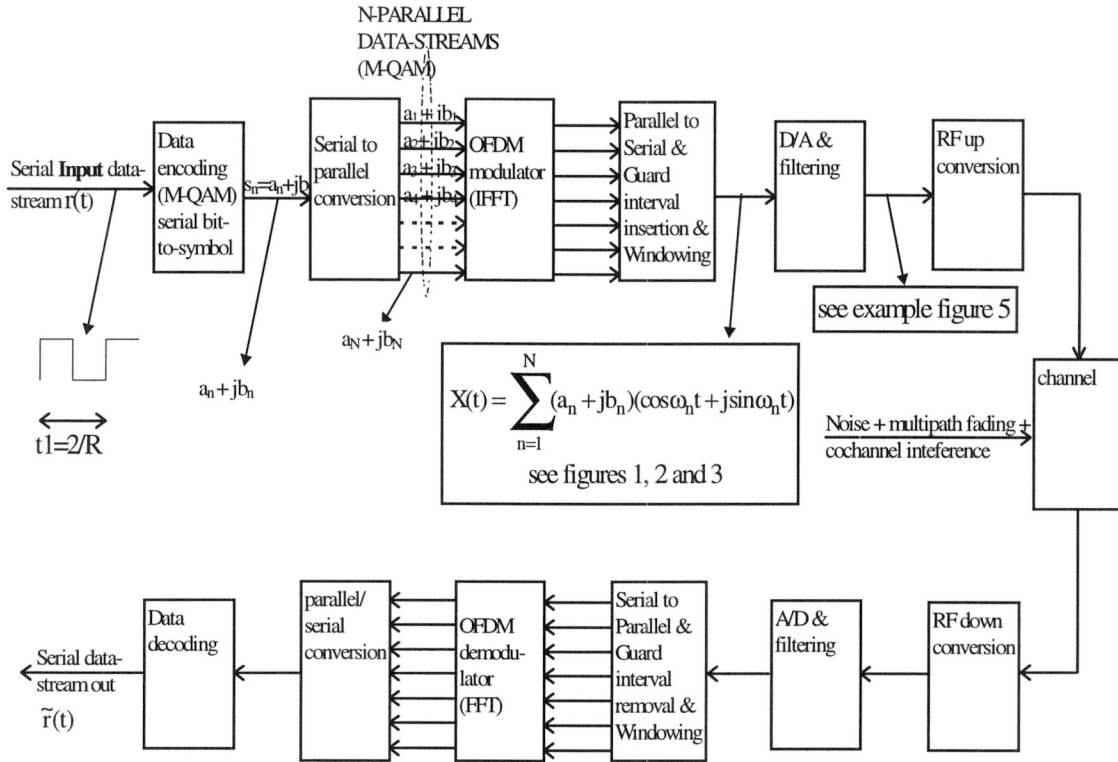 N-PARALLEL
DATA-STREAMS
(M-QAM)
Serial Input data-
stream r(t)
Data
encoding
(M-QAM)
serial bit-
to-symbol
sₙ=aₙ+jb
Serial to
parallel
conversion
a₁+jb₁
a₂+jb₂
a₃+jb₃
a₄+jb₄
OFDM
modulator
(IFFT)
Parallel to
Serial &
Guard
interval
insertion &
Windowing
D/A &
filtering
RF up
conversion
see example figure 5
t1=2/R
aₙ+jbₙ
a_N+jb_N
X(t) = ∑_{n=1}^{N} (aₙ+jbₙ)(cosωₙt+jsinωₙt)
see figures 1, 2 and 3
channel
Noise + multipath fading +
cochannel inteference
Serial data-
stream out
r̃(t)
Data
decoding
parallel/
serial
conversion
OFDM
demodu-
lator
(FFT)
Serial to
Parallel &
Guard
interval
removal &
Windowing
A/D &
filtering
RF down
conversion